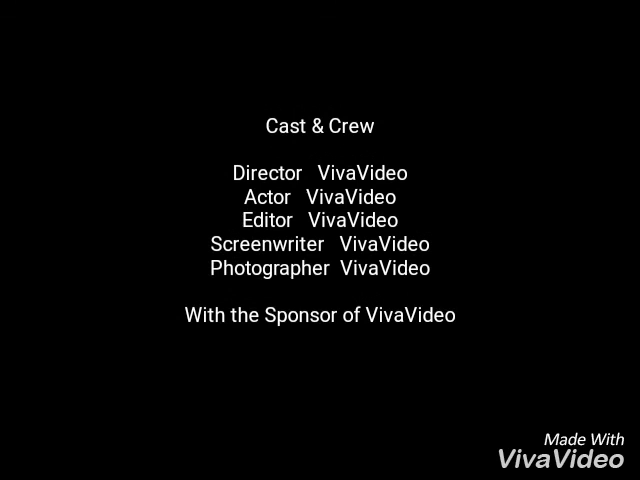 Cast & Crew
Director VivaVideo
Actor VivaVideo
Editor VivaVideo
Screenwriter VivaVideo
Photographer VivaVideo
With the Sponsor of VivaVideo
Made With
VivaVideo